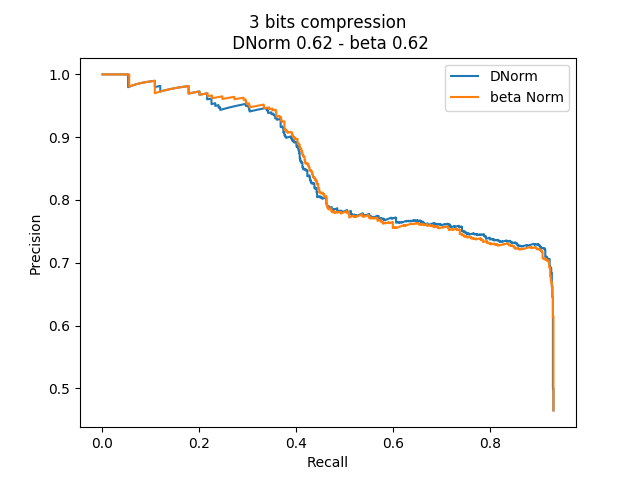 3 bits compression
DNorm 0.62 - beta 0.62
DNorm
beta Norm
1.0
0.9
0.8
0.7
0.6
0.5
Precision
0.0
0.2
0.4
0.6
0.8
Recall